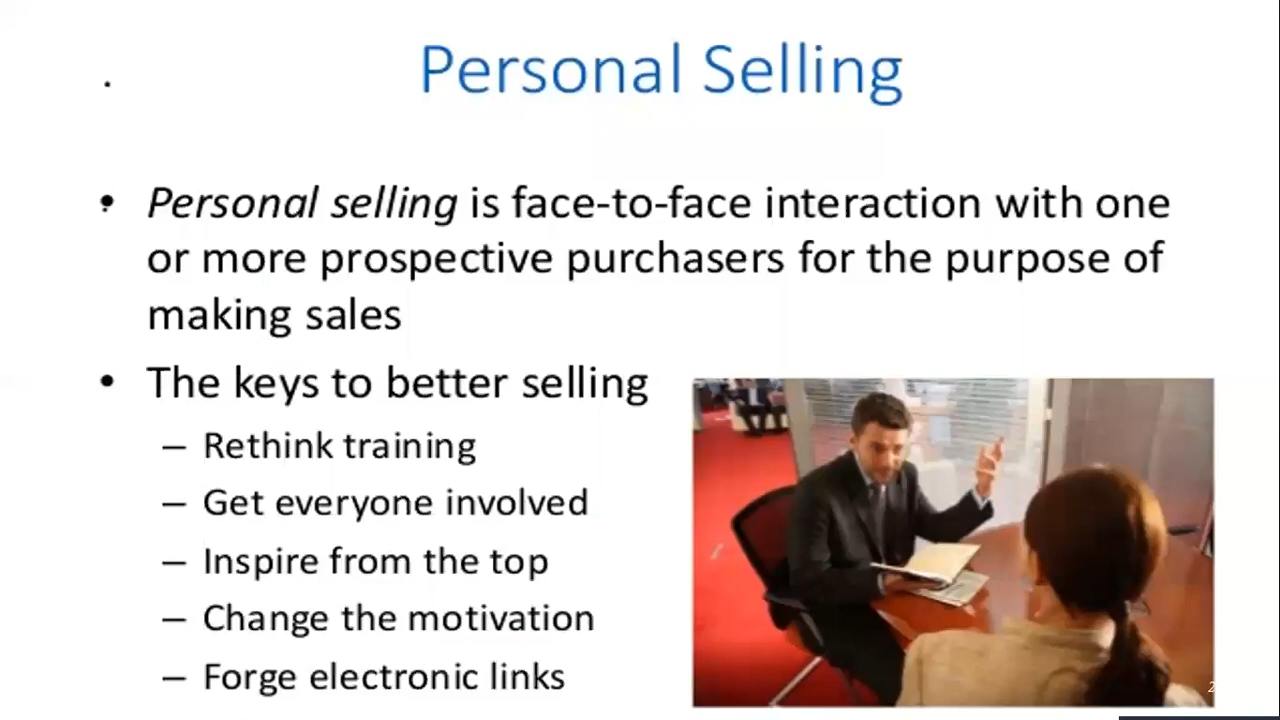 Personal Selling
• Personal selling is face-to-face interaction with one
or more prospective purchasers for the purpose of
making sales
• The keys to better selling
– Rethink training
– Get everyone involved
– Inspire from the top
– Change the motivation
– Forge electronic links
2